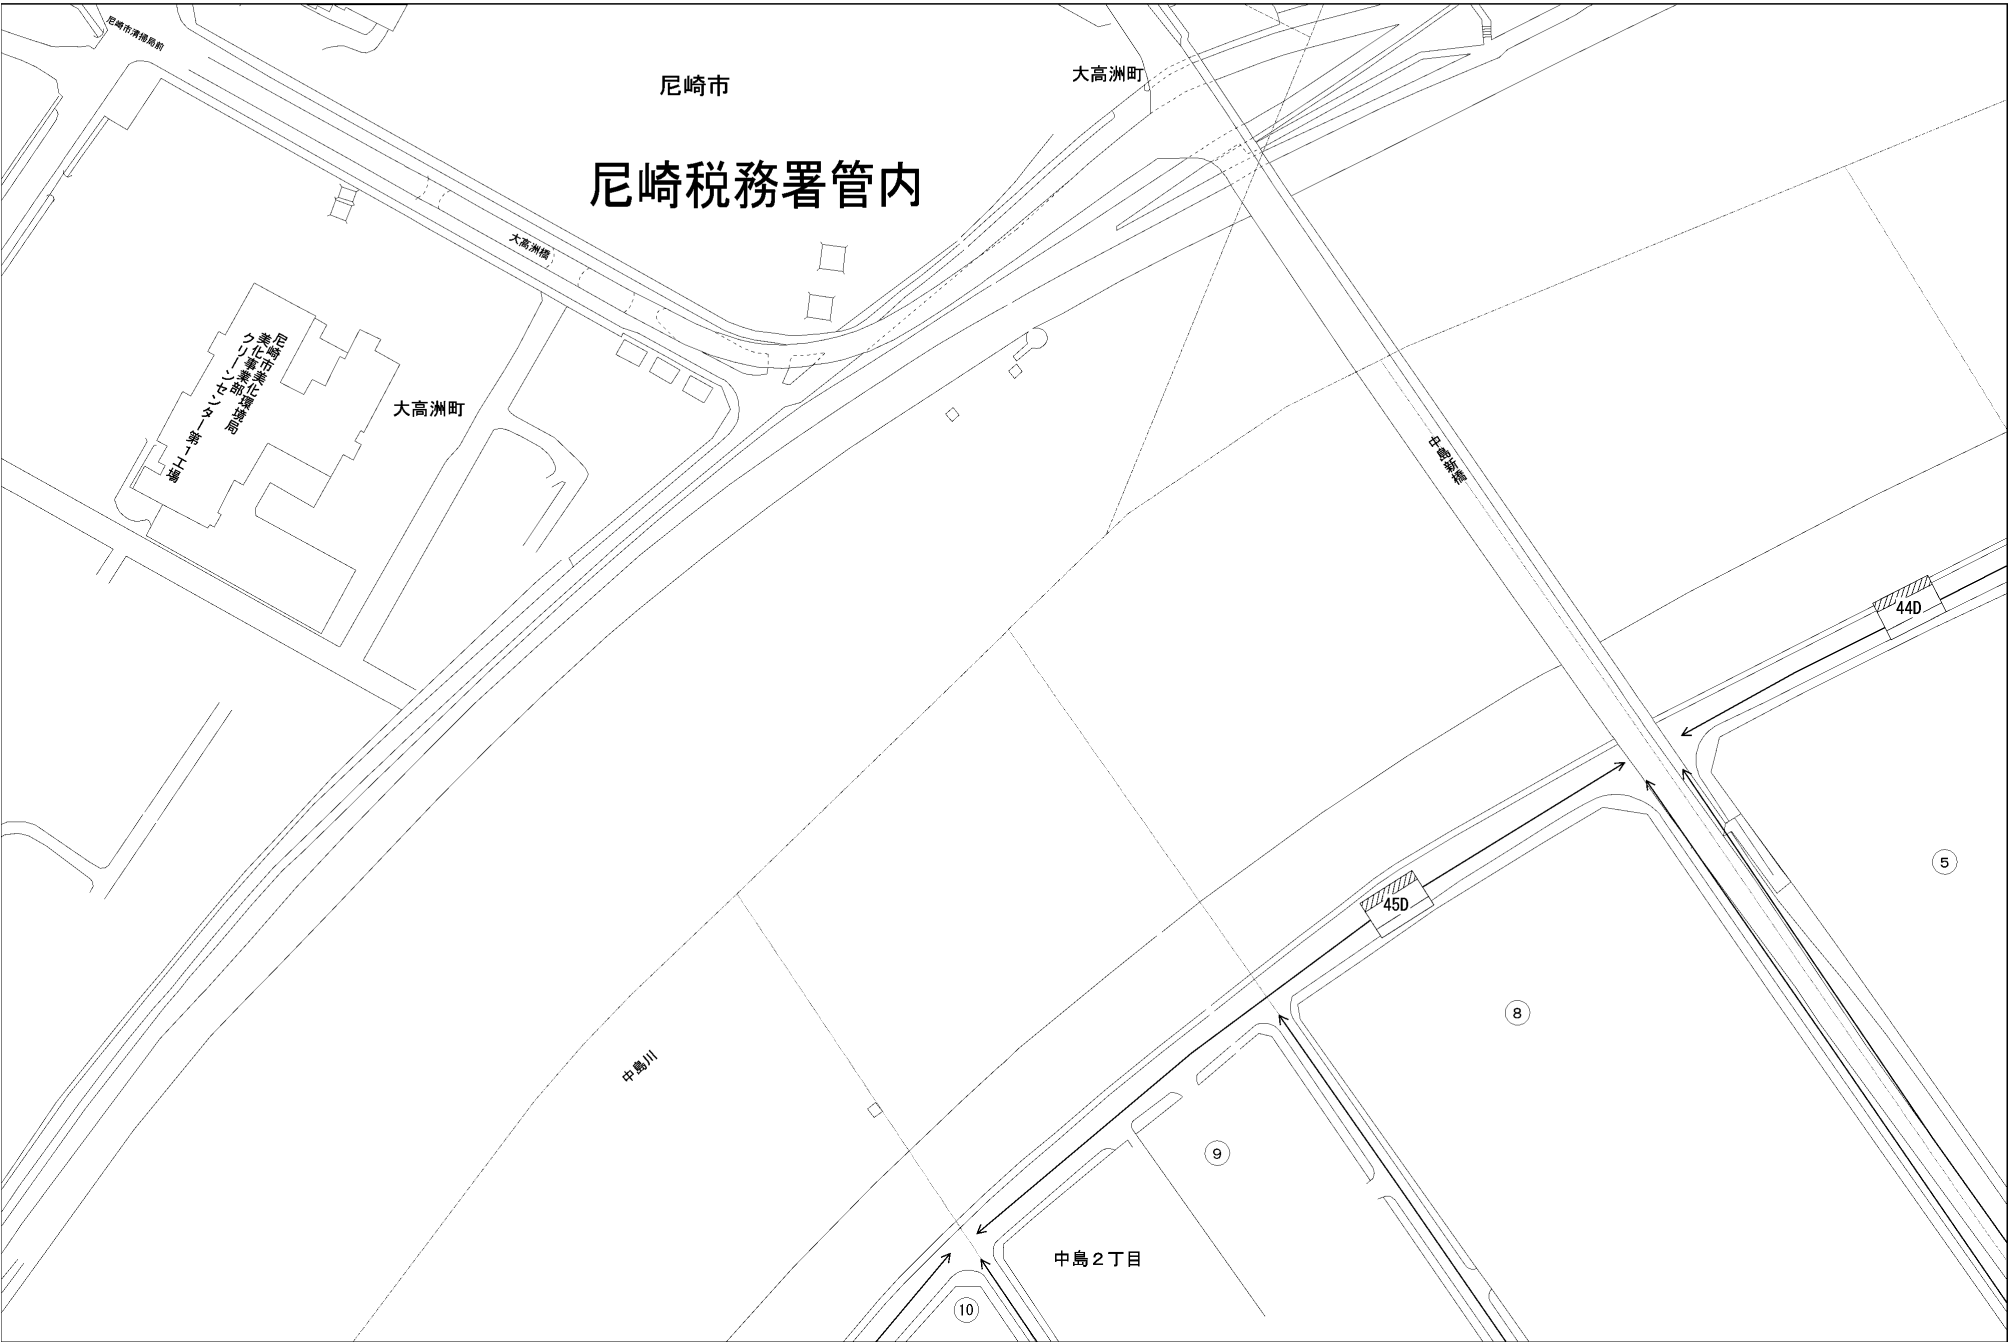 尼崎市清掃局前
尼崎市
大高洲町
尼崎税務署管内
大高洲橋
尼崎市美化環境局
美化事業部
クリーンセンター第1工場
大高洲町
中島新橋
44D
5
45D
8
中島川
9
中島2丁目
10